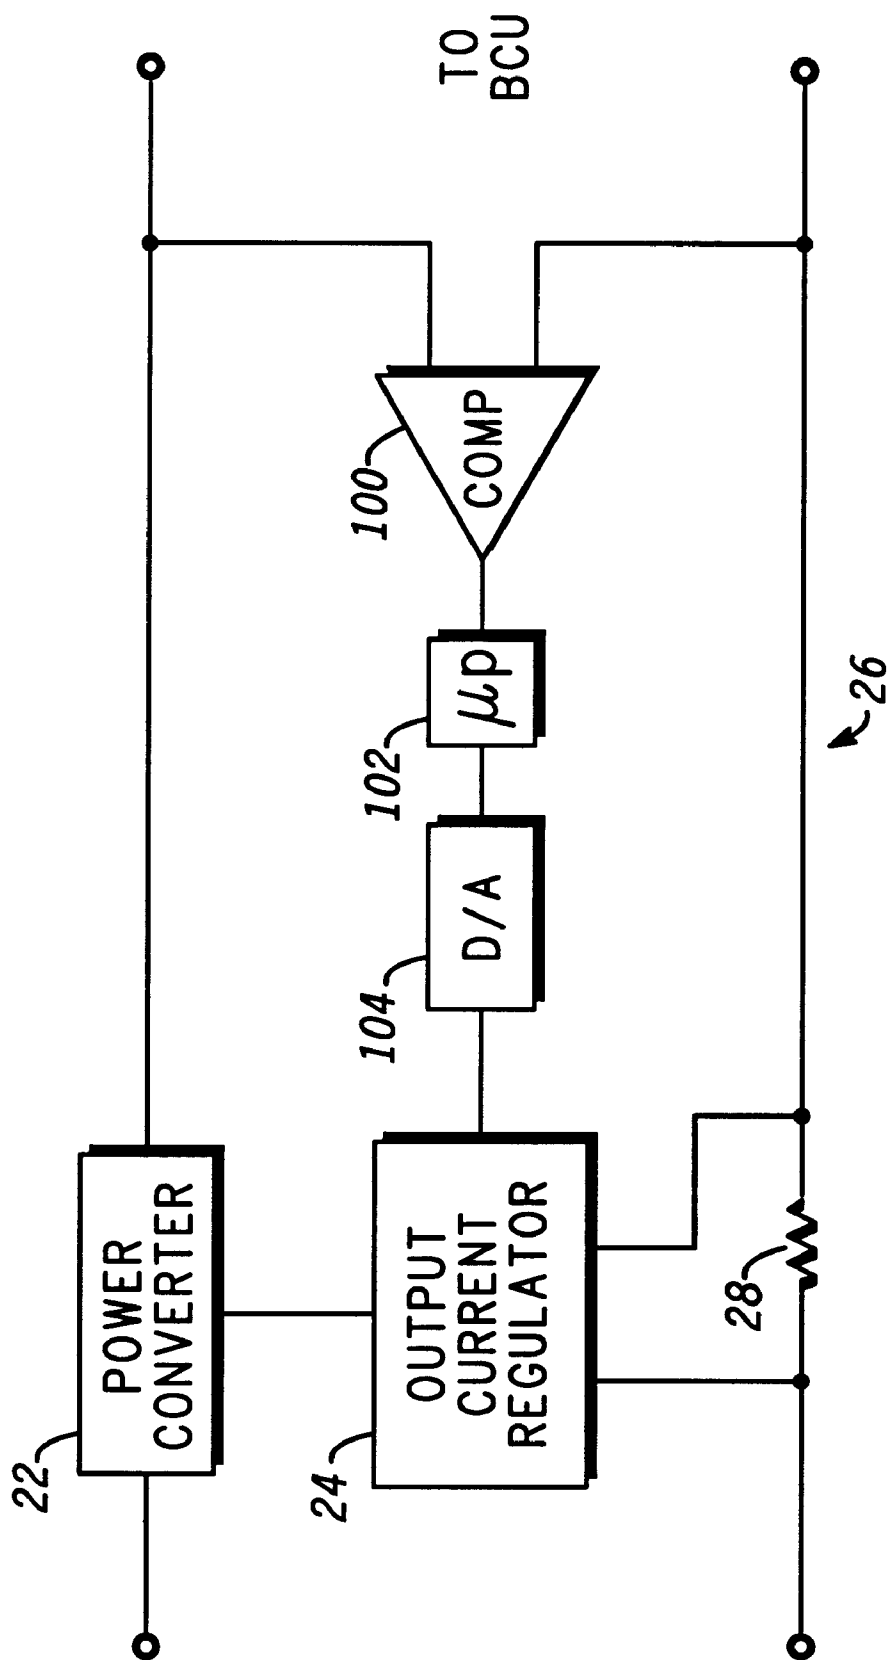 22
POWER
CONVERTER
24
OUTPUT
CURRENT
REGULATOR
104
D/A
102
μp
100
COMP
TO
BCU
28
26